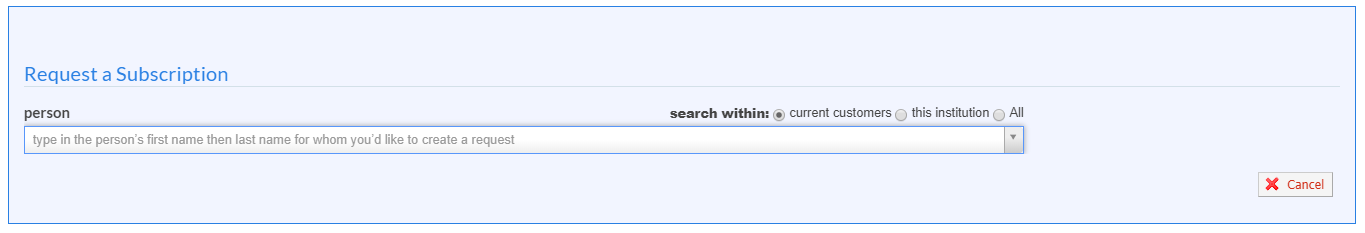 Request a Subscription
person search within: current customers this institution All
type in the person's first name then last name for whom you'd like to create a request
Cancel